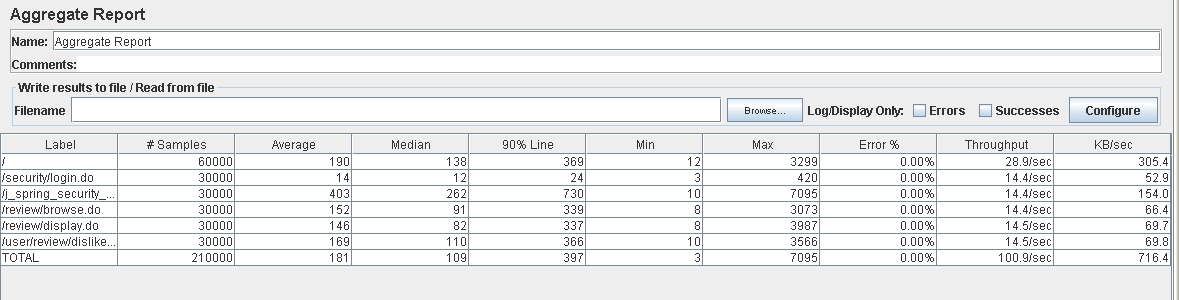 Aggregate Report
Name: Aggregate Report
Comments:
Write results to file / Read from file
Filename Browse... Log/Display Only: Errors Successes Configure
Label # Samples Average Median 90% Line Min Max Error % Throughput KB/sec
/ 60000 190 138 369 12 3299 0.00% 28.9/sec 305.4
/security/login.do 30000 14 12 24 3 420 0.00% 14.4/sec 52.9
/j_spring_security_... 30000 403 262 730 10 7095 0.00% 14.4/sec 154.0
/review/browse.do 30000 152 91 339 8 3073 0.00% 14.4/sec 66.4
/review/display.do 30000 146 82 337 8 3987 0.00% 14.5/sec 69.7
/user/review/dislike... 30000 169 110 366 10 3566 0.00% 14.5/sec 69.8
TOTAL 210000 181 109 397 3 7095 0.00% 100.9/sec 716.4